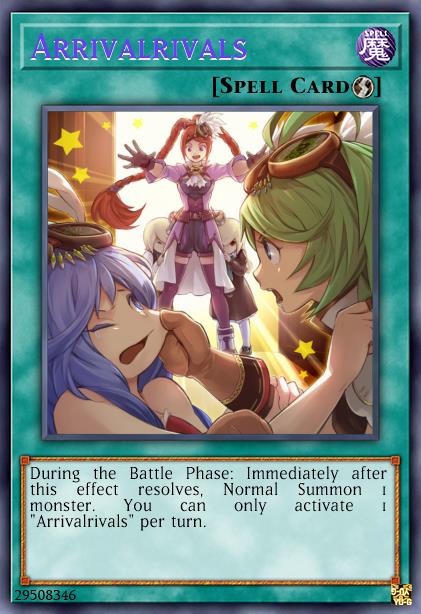 Arrivalrivals
SPELL
魔
[Spell Card]
During the Battle Phase: Immediately after
this effect resolves, Normal Summon 1
monster. You can only activate 1
"Arrivalrivals" per turn.
29508346